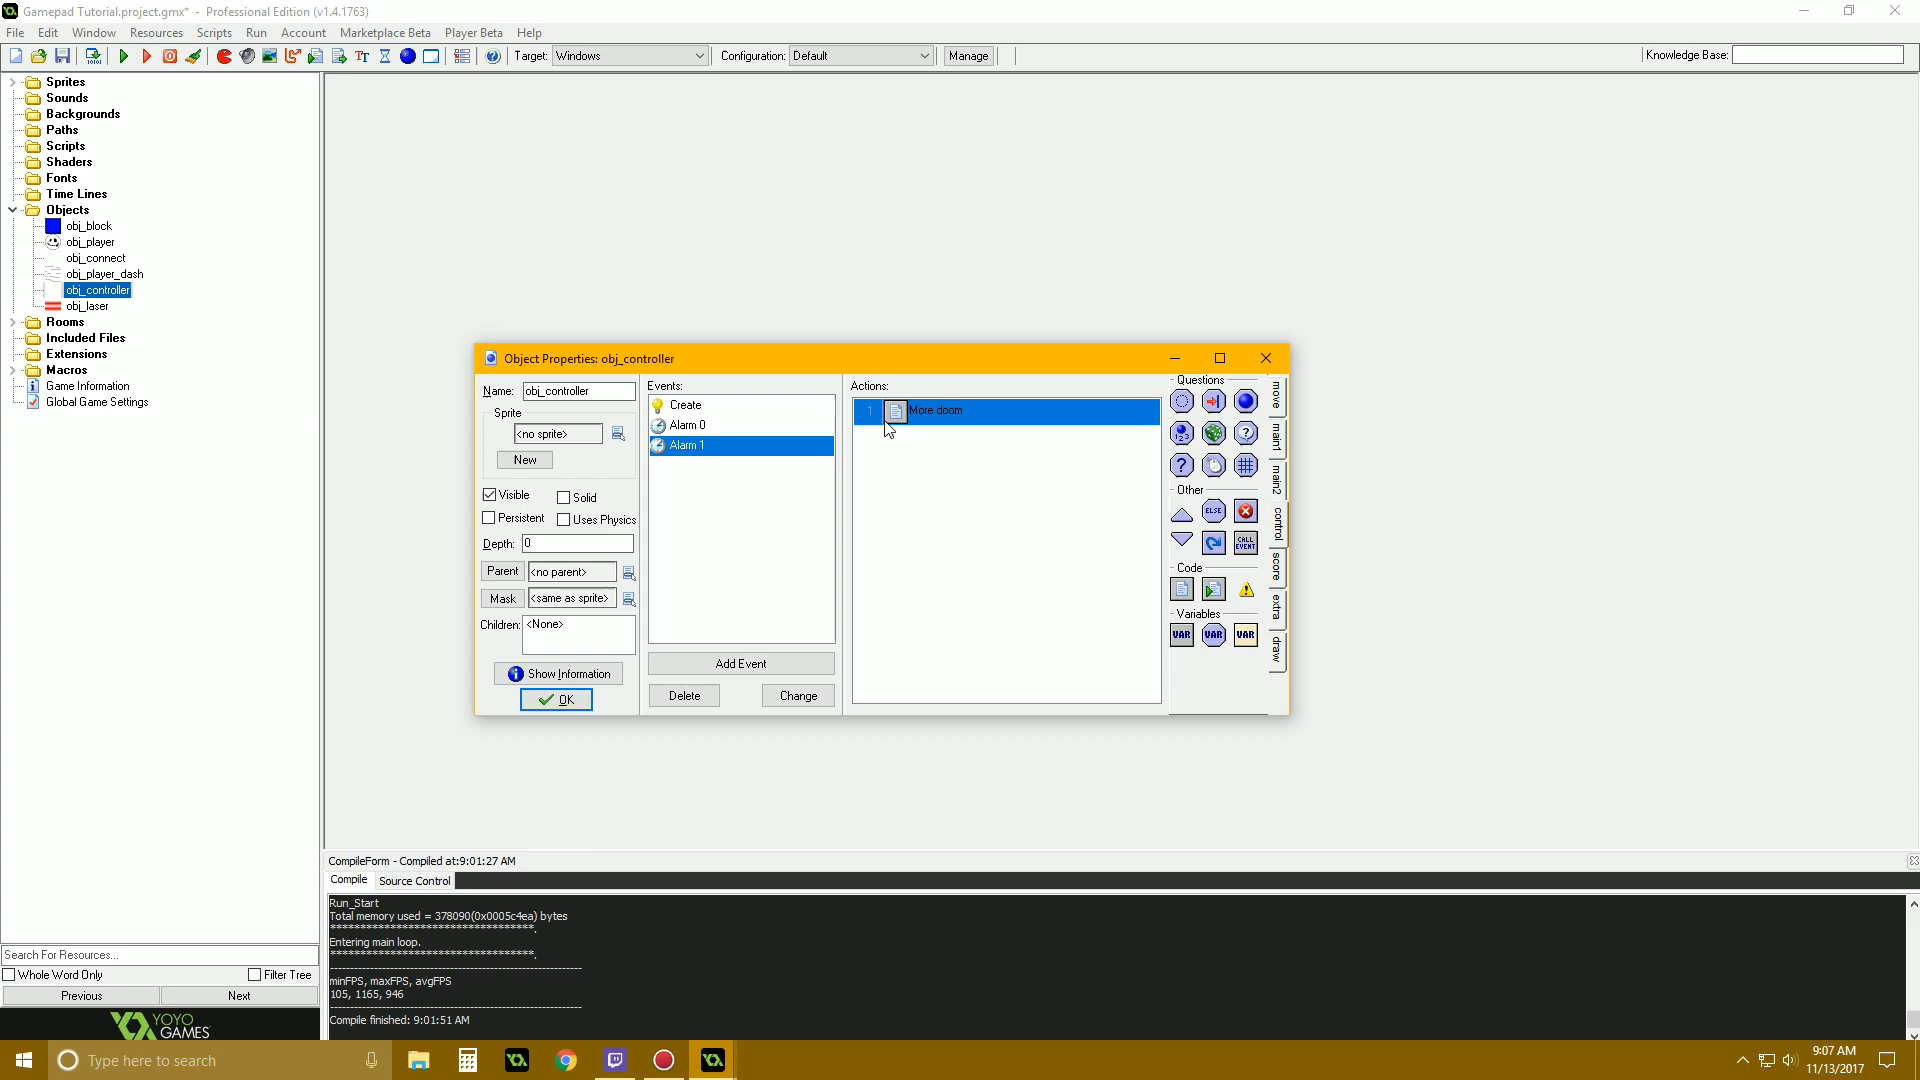 Gamepad Tutorial.project.gmx* - Professional Edition (v1.4.1763)
File Edit Window Resources Scripts Run Account Marketplace Beta Player Beta Help
Target: Windows Configuration: Default Manage Knowledge Base:
Sprites
Sounds
Backgrounds
Paths
Scripts
Shaders
Fonts
Time Lines
Objects
obj_block
obj_player
obj_connect
obj_player_dash
obj_controller
obj_laser
Rooms
Included Files
Extensions
Macros
Game Information
Global Game Settings
Search For Resources...
Whole Word Only Filter Tree
Previous Next
YOYO
GAMES
Object Properties: obj_controller
Name: obj_controller
Sprite
<no sprite>
New
Visible Solid
Persistent Uses Physics
Depth: 0
Parent <no parent>
Mask <same as sprite>
Children: <None>
Show Information
OK
Events:
Create
Alarm 0
Alarm 1
Add Event
Delete Change
Actions:
1 More doom
Questions
Other
ELSE
CALL
EVENT
Code
Variables
VAR VAR VAR
move
main1
main2
control
score
extra
draw
CompileForm - Compiled at:9:01:27 AM
Compile Source Control
Run_Start
Total memory used = 378090(0x0005c4ea) bytes
**********************************.
Entering main loop.
**********************************.
minFPS, maxFPS, avgFPS
105, 1165, 946
Compile finished: 9:01:51 AM
Type here to search
9:07 AM
11/13/2017